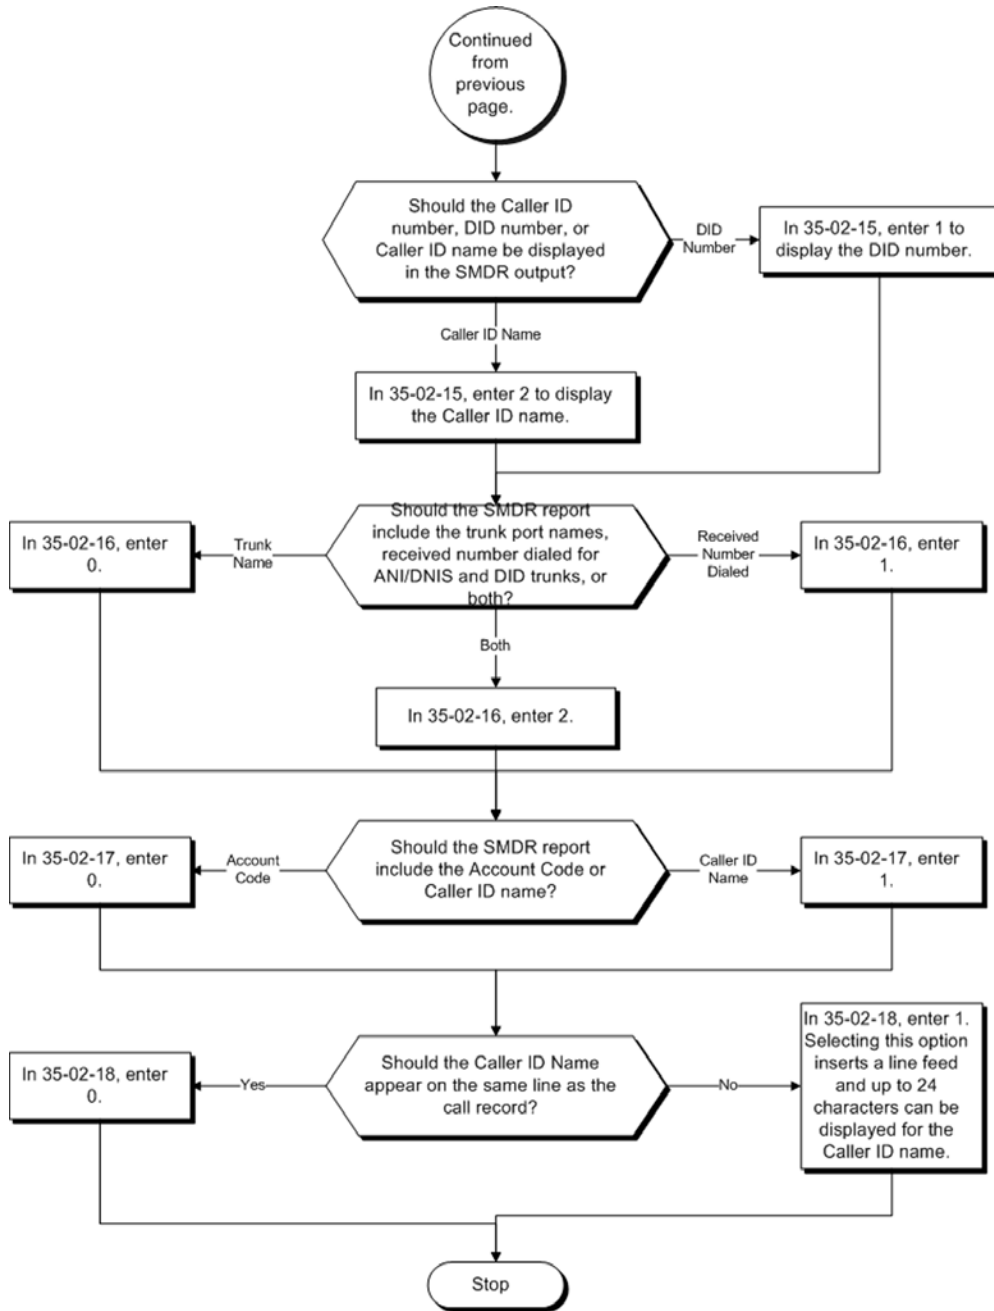 Continued
from
previous
page.
Should the Caller ID
number, DID number, or
Caller ID name be displayed
in the SMDR output?
DID
Number
In 35-02-15, enter 1 to
display the DID number.
Caller ID Name
In 35-02-15, enter 2 to display
the Caller ID name.
Should the SMDR report
include the trunk port names,
received number dialed for
ANI/DNIS and DID trunks, or
both?
Trunk
Name
In 35-02-16, enter
0.
Received
Number
Dialed
In 35-02-16, enter
1.
Both
In 35-02-16, enter 2.
Should the SMDR report
include the Account Code or
Caller ID name?
Account
Code
In 35-02-17, enter
0.
Caller ID
Name
In 35-02-17, enter
1.
Should the Caller ID Name
appear on the same line as the
call record?
Yes
In 35-02-18, enter
0.
No
In 35-02-18, enter 1.
Selecting this option
inserts a line feed
and up to 24
characters can be
displayed for the
Caller ID name.
Stop